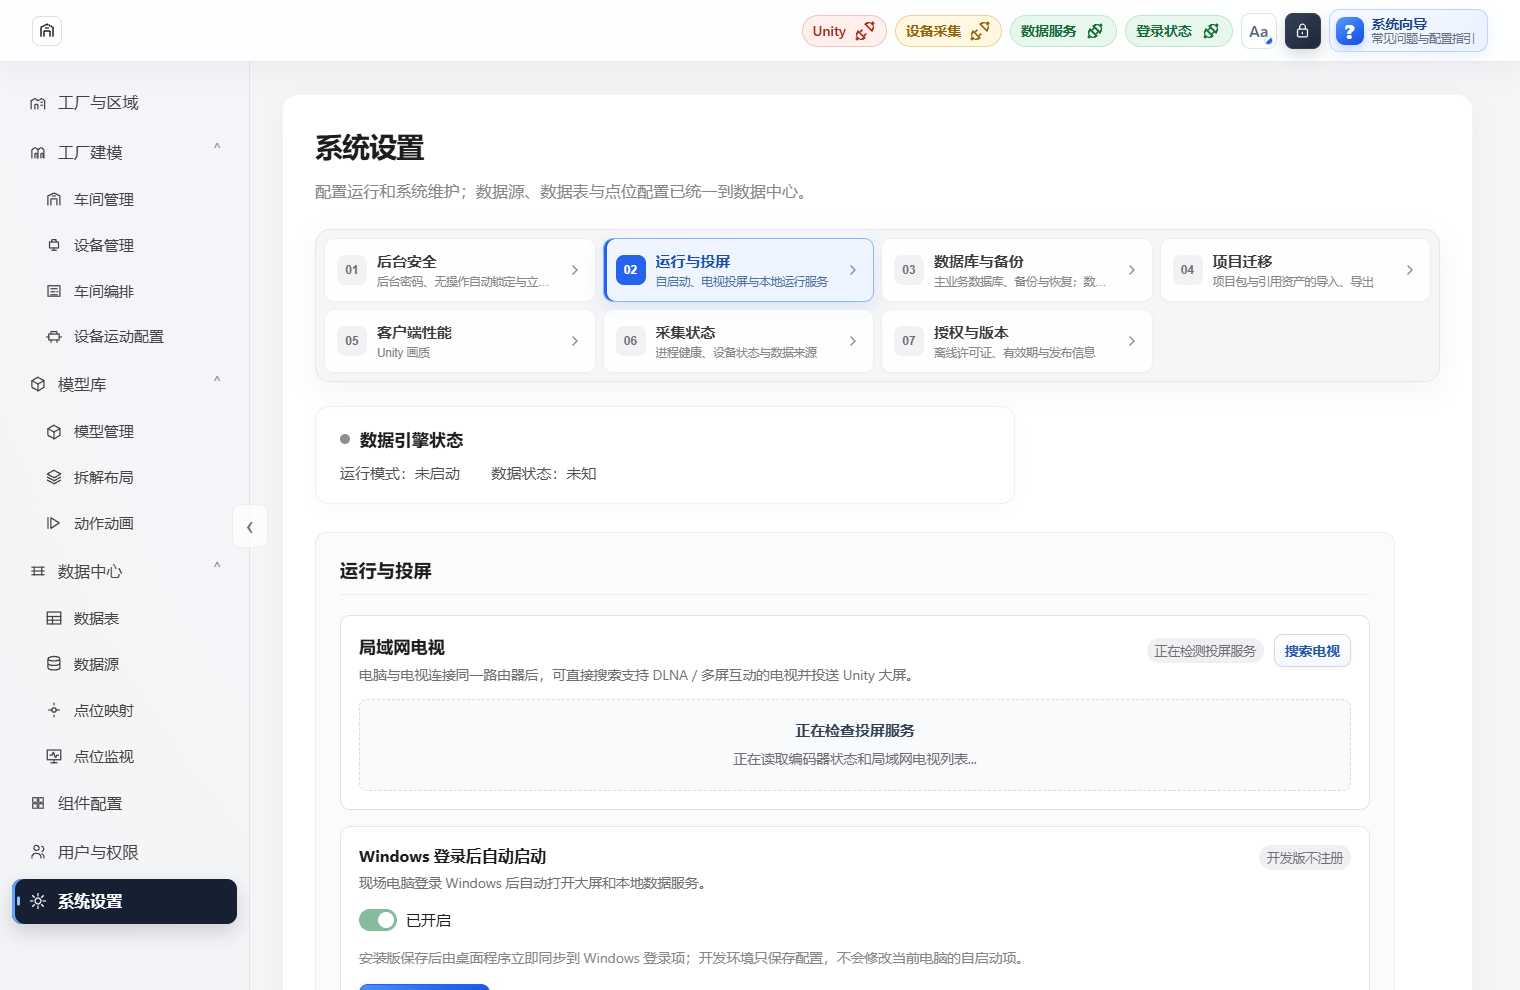 Unity
设备采集
数据服务
登录状态
Aa
?
系统向导
常见问题与配置指引
工厂与区域
工厂建模
车间管理
设备管理
车间编排
设备运动配置
模型库
模型管理
拆解布局
动作动画
数据中心
数据表
数据源
点位映射
点位监视
组件配置
用户与权限
系统设置
系统设置
配置运行和系统维护；数据源、数据表与点位配置已统一到数据中心。
01
后台安全
后台密码、无操作自动锁定与立...
02
运行与投屏
自启动、电视投屏与本地运行服务
03
数据库与备份
主业务数据库、备份与恢复；数...
04
项目迁移
项目包与引用资产的导入、导出
05
客户端性能
Unity 画质
06
采集状态
进程健康、设备状态与数据来源
07
授权与版本
离线许可证、有效期与发布信息
数据引擎状态
运行模式：未启动 数据状态：未知
运行与投屏
局域网电视
电脑与电视连接同一路由器后，可直接搜索支持 DLNA / 多屏互动的电视并投送 Unity 大屏。
正在检测投屏服务
搜索电视
正在检查投屏服务
正在读取编码器状态和局域网电视列表...
Windows 登录后自动启动
现场电脑登录 Windows 后自动打开大屏和本地数据服务。
开发版不注册
已开启
安装版保存后由桌面程序立即同步到 Windows 登录项；开发环境只保存配置，不会修改当前电脑的自启动项。